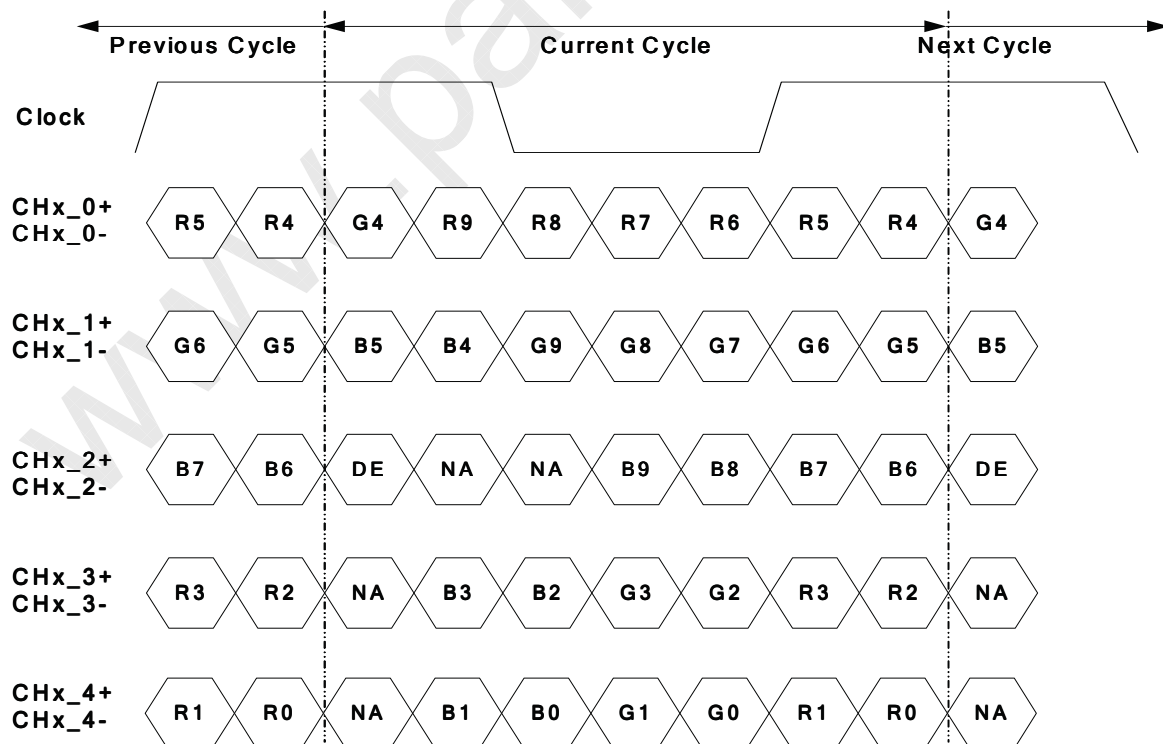 Previous Cycle Current Cycle Next Cycle
Clock
CHx_0+
CHx_0-
R5 R4 G4 R9 R8 R7 R6 R5 R4 G4
CHx_1+
CHx_1-
G6 G5 B5 B4 G9 G8 G7 G6 G5 B5
CHx_2+
CHx_2-
B7 B6 DE NA NA B9 B8 B7 B6 DE
CHx_3+
CHx_3-
R3 R2 NA B3 B2 G3 G2 R3 R2 NA
CHx_4+
CHx_4-
R1 R0 NA B1 B0 G1 G0 R1 R0 NA
www.pa